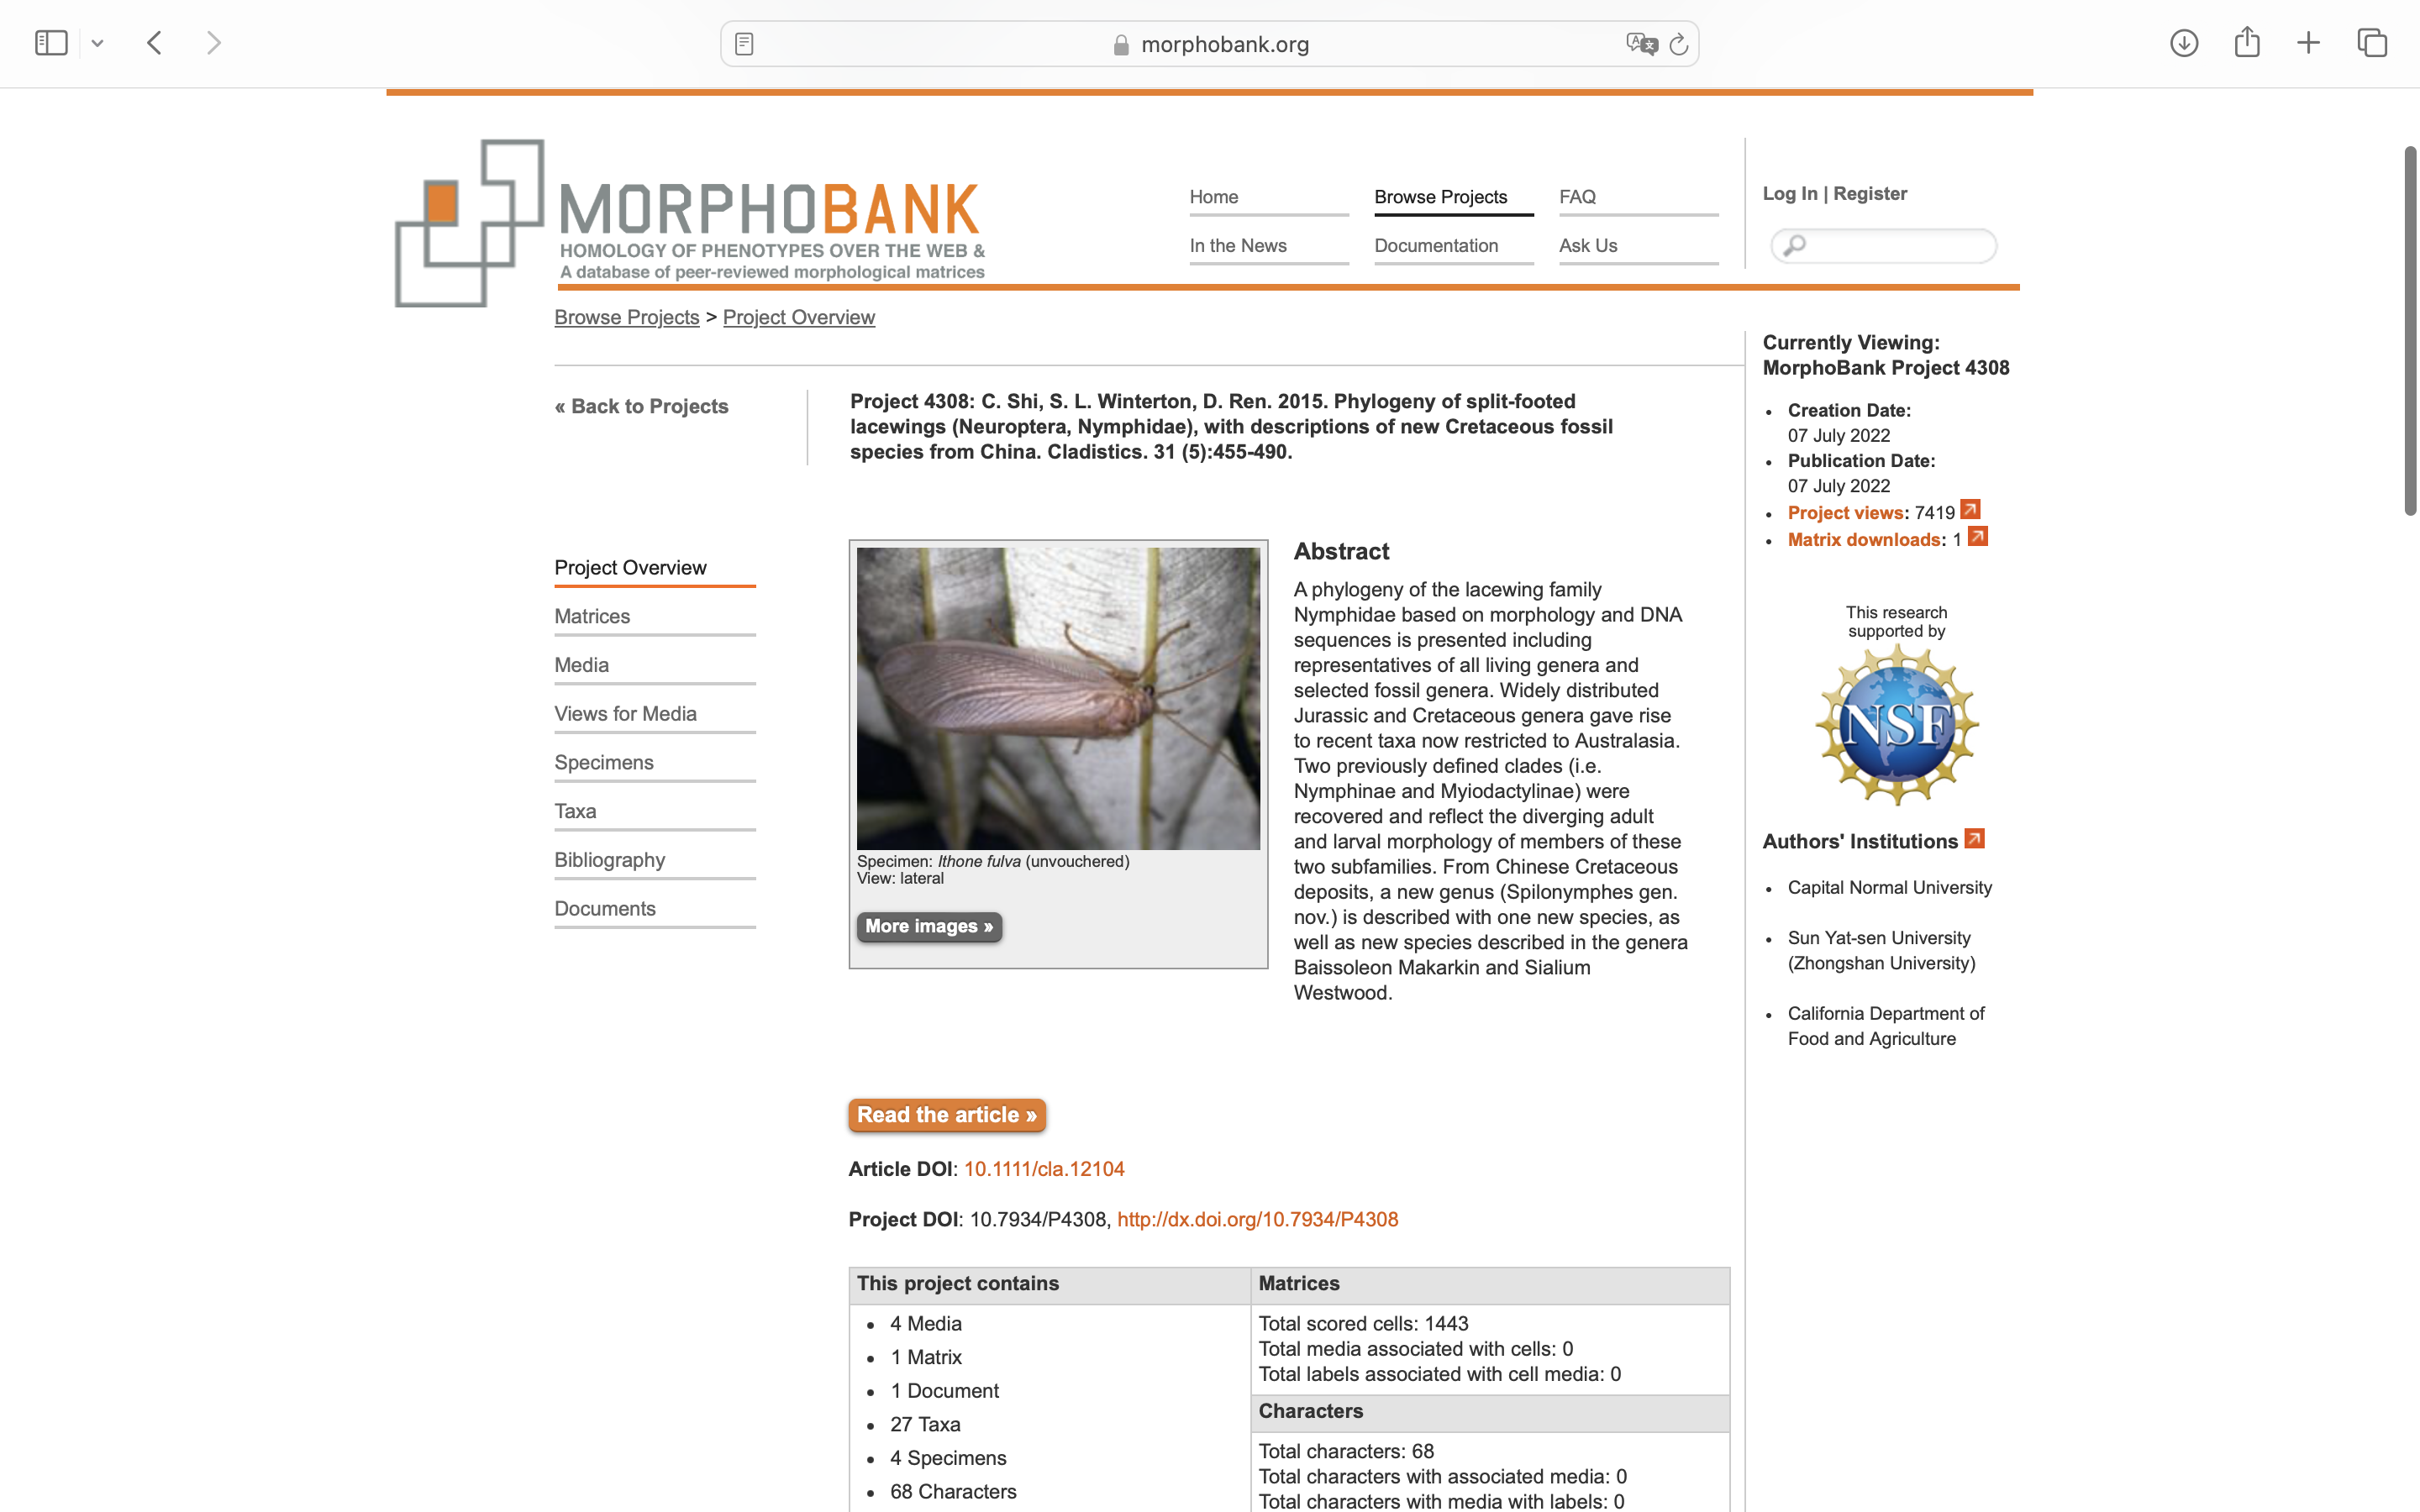 morphobank.org
MORPHOBANK
HOMOLOGY OF PHENOTYPES OVER THE WEB &
A database of peer-reviewed morphological matrices
Home
Browse Projects
FAQ
In the News
Documentation
Ask Us
Log In | Register
Browse Projects > Project Overview
« Back to Projects
Project 4308: C. Shi, S. L. Winterton, D. Ren. 2015. Phylogeny of split-footed
lacewings (Neuroptera, Nymphidae), with descriptions of new Cretaceous fossil
species from China. Cladistics. 31 (5):455-490.
Project Overview
Matrices
Media
Views for Media
Specimens
Taxa
Bibliography
Documents
Specimen: Ithone fulva (unvouchered)
View: lateral
More images »
Abstract
A phylogeny of the lacewing family
Nymphidae based on morphology and DNA
sequences is presented including
representatives of all living genera and
selected fossil genera. Widely distributed
Jurassic and Cretaceous genera gave rise
to recent taxa now restricted to Australasia.
Two previously defined clades (i.e.
Nymphinae and Myiodactylinae) were
recovered and reflect the diverging adult
and larval morphology of members of these
two subfamilies. From Chinese Cretaceous
deposits, a new genus (Spilonymphes gen.
nov.) is described with one new species, as
well as new species described in the genera
Baissoleon Makarkin and Sialium
Westwood.
Read the article »
Article DOI: 10.1111/cla.12104
Project DOI: 10.7934/P4308, http://dx.doi.org/10.7934/P4308
This project contains
4 Media
1 Matrix
1 Document
27 Taxa
4 Specimens
68 Characters
Matrices
Total scored cells: 1443
Total media associated with cells: 0
Total labels associated with cell media: 0
Characters
Total characters: 68
Total characters with associated media: 0
Total characters with media with labels: 0
Currently Viewing:
MorphoBank Project 4308
Creation Date:
07 July 2022
Publication Date:
07 July 2022
Project views: 7419
Matrix downloads: 1
This research
supported by
NSF
Authors' Institutions
Capital Normal University
Sun Yat-sen University
(Zhongshan University)
California Department of
Food and Agriculture